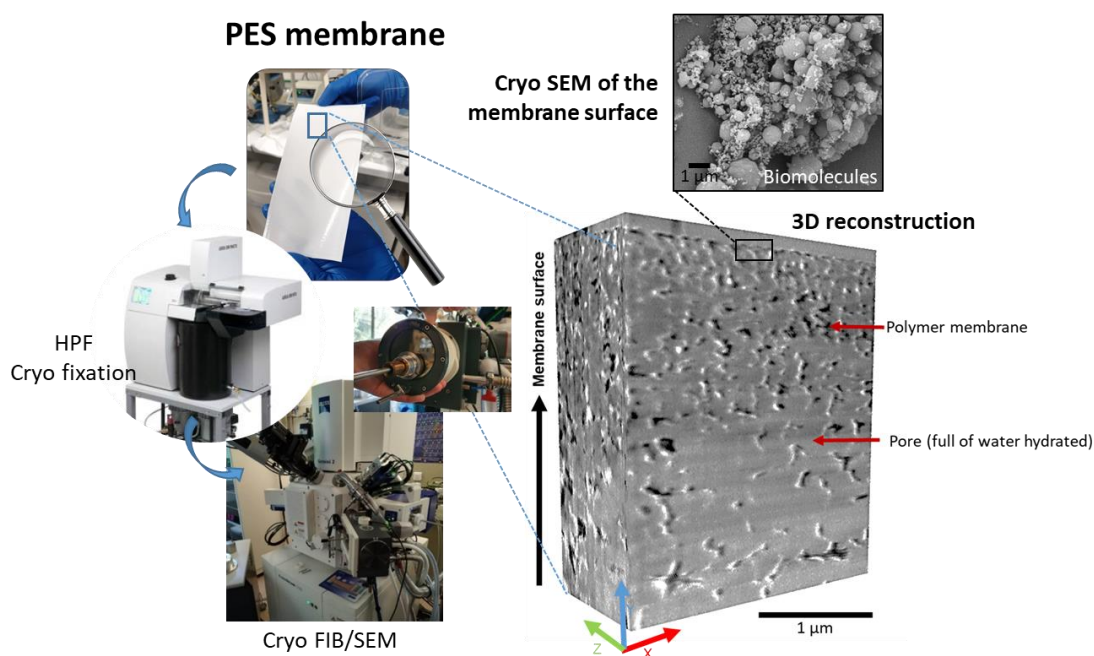 PES membrane
Cryo SEM of the
membrane surface
1 µm
Biomolecules
3D reconstruction
Membrane surface
Polymer membrane
HPF
Cryo fixation
Pore (full of water hydrated)
1 µm
Z
X
Cryo FIB/SEM